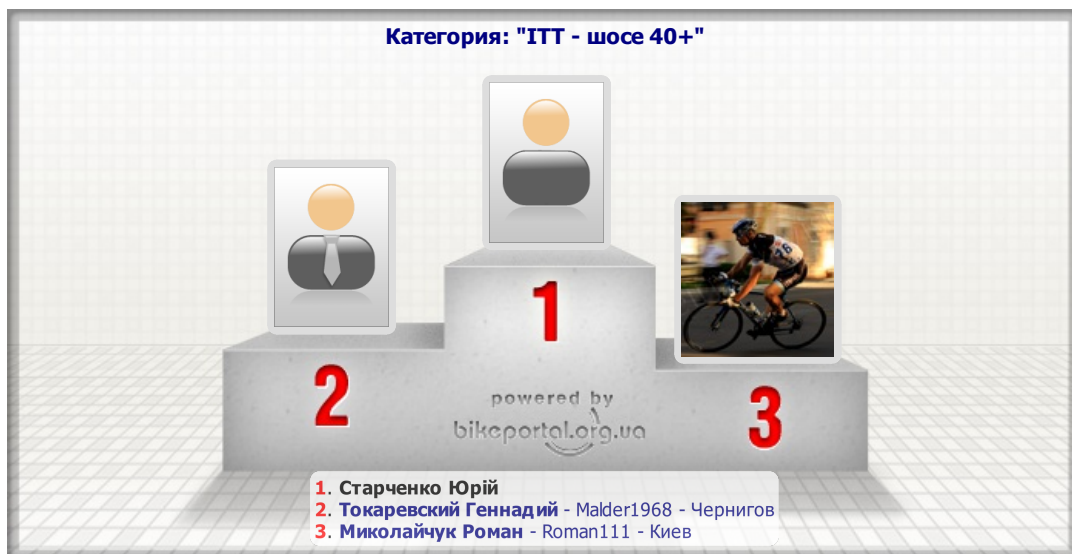 Категория: "ITT - шосе 40+"
26
1
2
3
powered by
bikeportal.org.ua
1. Старченко Юрій
2. Токаревский Геннадий - Malder1968 - Чернигов
3. Миколайчук Роман - Roman111 - Киев